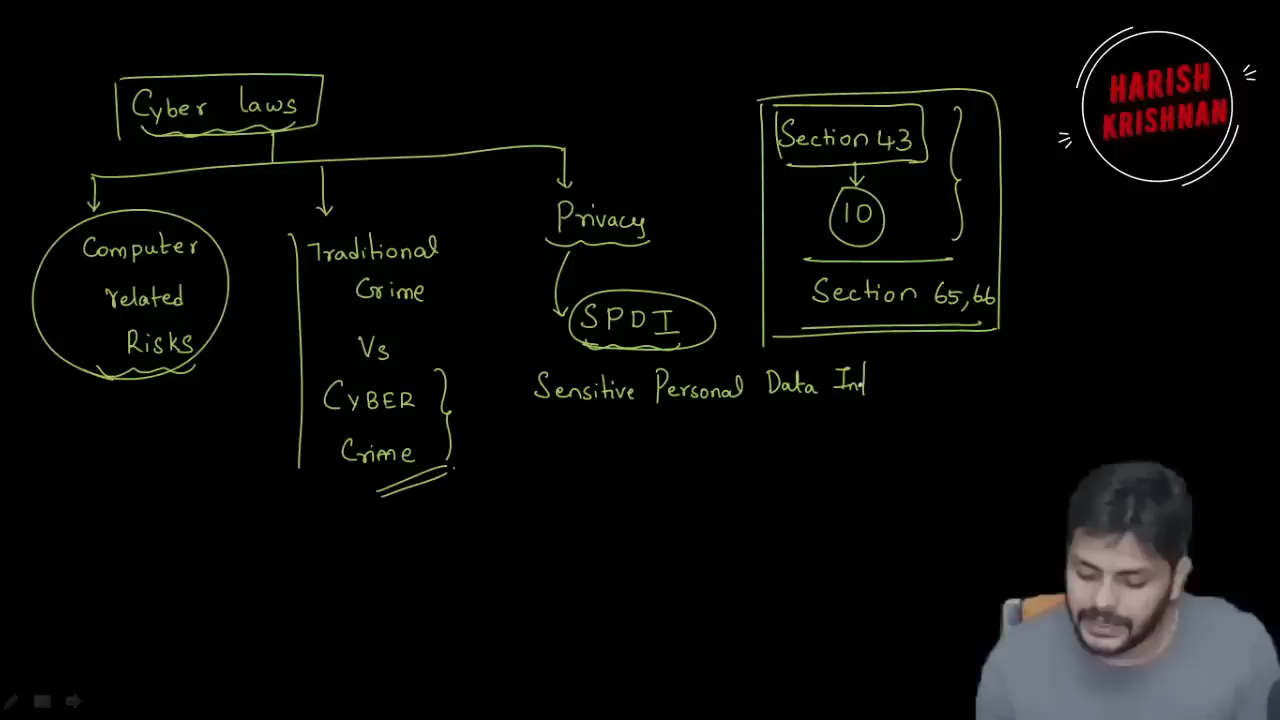 Cyber laws
Computer
related
Risks
Traditional
Crime
Vs
CYBER
Crime
Privacy
SPDI
Sensitive Personal Data Inf
Section 43
10
Section 65,66
HARISH
KRISHNAN